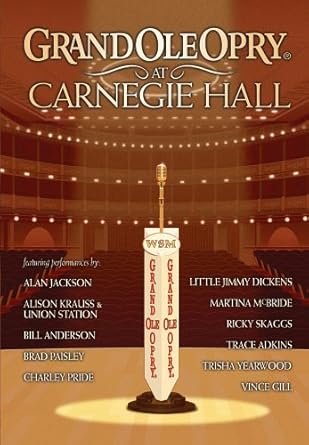 GRAND OLE OPRY®
AT
CARNEGIE HALL
featuring performances by:
ALAN JACKSON
ALISON KRAUSS &
UNION STATION
BILL ANDERSON
BRAD PAISLEY
CHARLEY PRIDE
WSM
GRAND OLE OPRY
GRAND OLE OPRY
LITTLE JIMMY DICKENS
MARTINA MCBRIDE
RICKY SKAGGS
TRACE ADKINS
TRISHA YEARWOOD
VINCE GILL